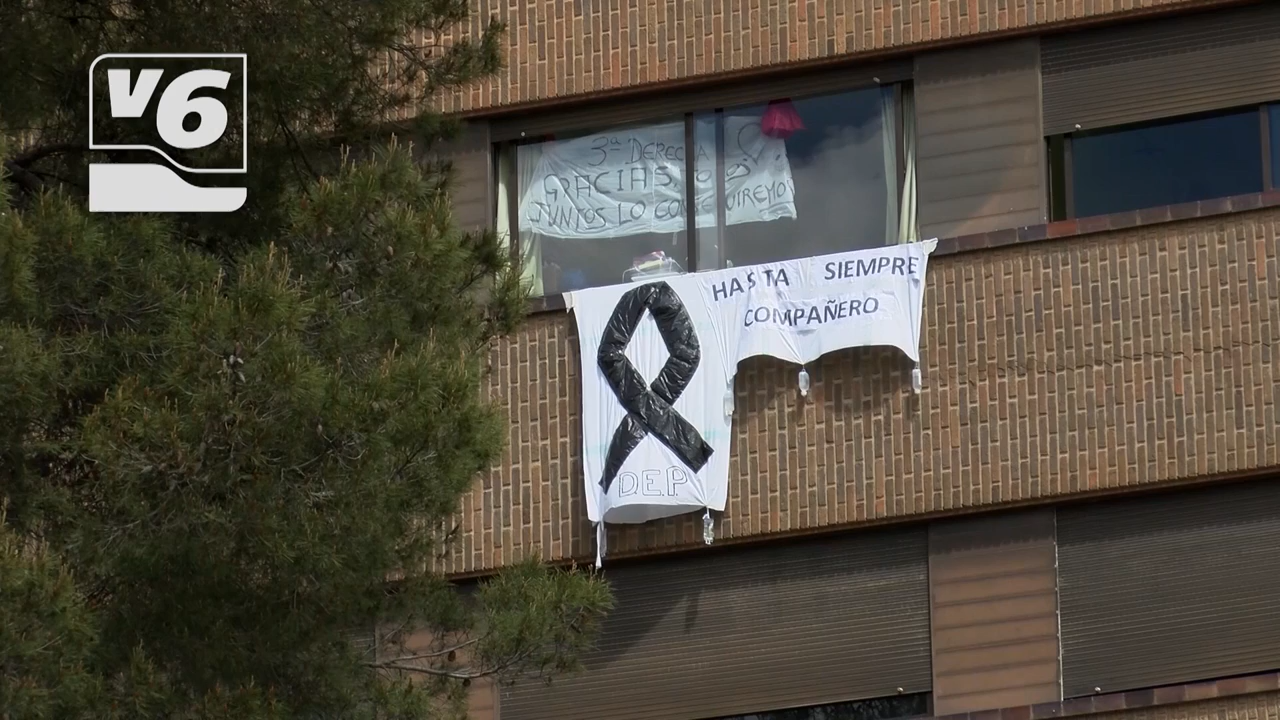 V6
3ª DERECHA
GRACIAS
JUNTOS LO CONSEGUIREMOS
HASTA SIEMPRE
COMPAÑERO
D.E.P.